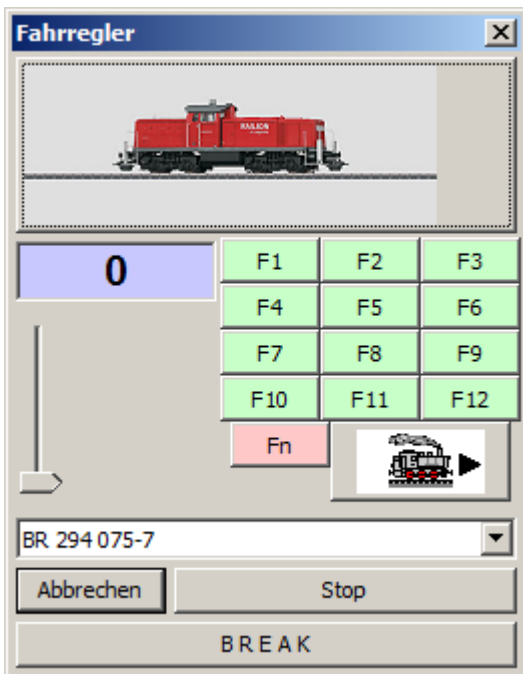 Fahrregler
RAILION
0
F1 F2 F3
F4 F5 F6
F7 F8 F9
F10 F11 F12
Fn
BR 294 075-7
Abbrechen Stop
BREAK